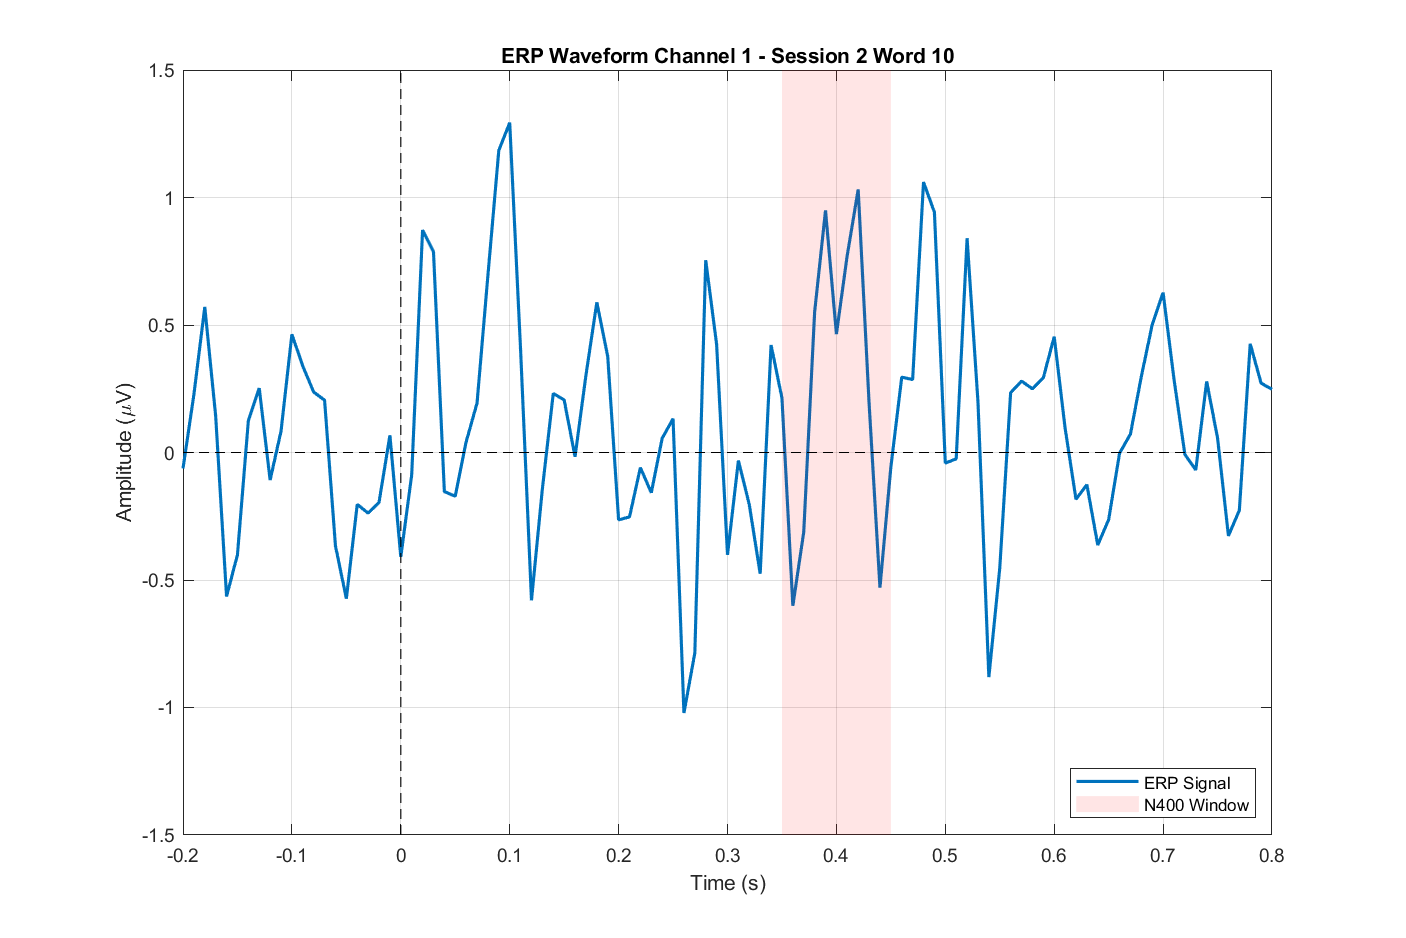 ERP Waveform Channel 1 - Session 2 Word 10
1.5
1
0.5
0
-0.5
-1
-1.5
Amplitude (μV)
-0.2 -0.1 0 0.1 0.2 0.3 0.4 0.5 0.6 0.7 0.8
Time (s)
ERP Signal
N400 Window